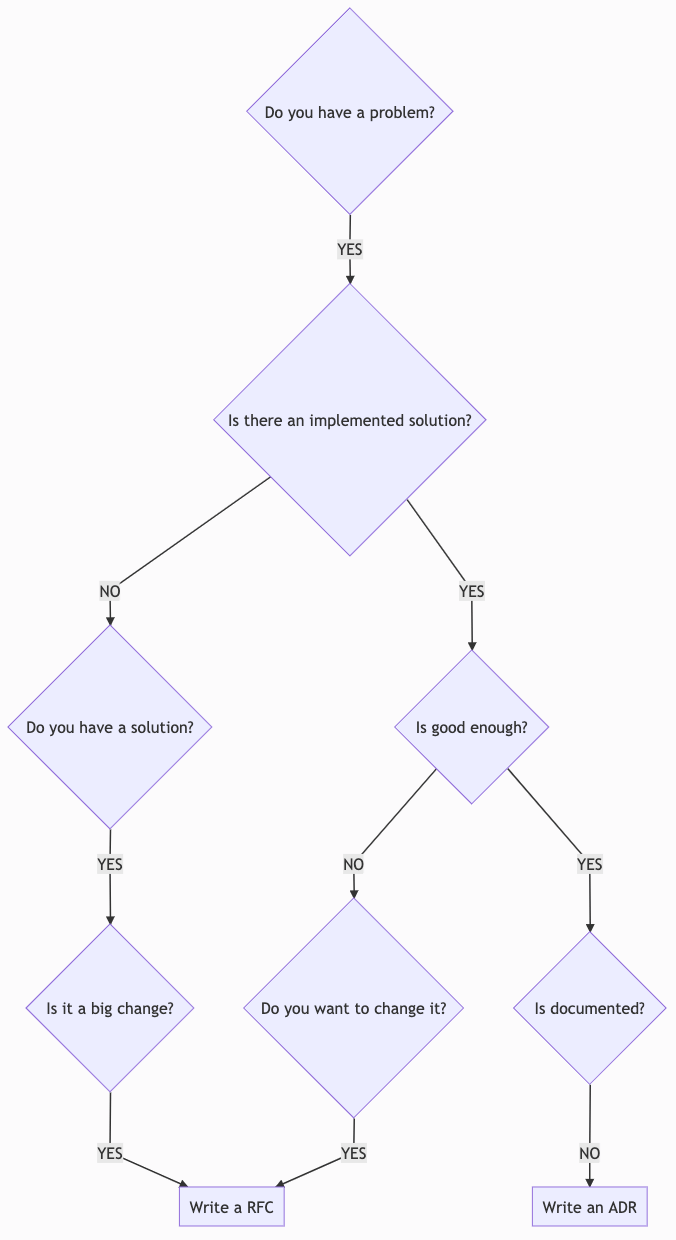 Do you have a problem?
YES
Is there an implemented solution?
NO
YES
Do you have a solution?
Is good enough?
YES
NO
YES
Is it a big change?
Do you want to change it?
Is documented?
YES
YES
NO
Write a RFC
Write an ADR